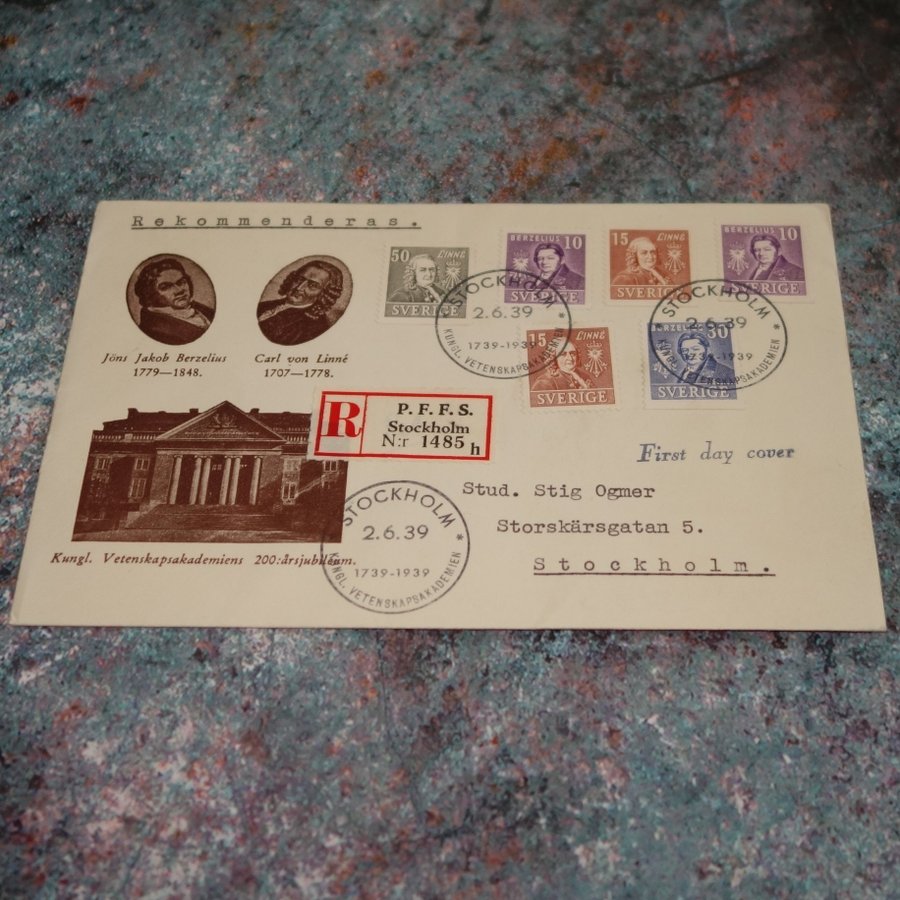 Rekommenderas.
Jöns Jakob Berzelius
1779—1848.
Carl von Linné
1707—1778.
50 LINNÉ
SVERIGE
BERZELIUS 10
SVERIGE
15 LINNÉ
SVERIGE
BERZELIUS 10
SVERIGE
15 LINNÉ
SVERIGE
BERZELIUS 30
SVERIGE
STOCKHOLM
2.6.39
1739-1939
KUNGL. VETENSKAPSAKADEMIEN
STOCKHOLM
2.6.39
1739-1939
KUNGL. VETENSKAPSAKADEMIEN
R
P.F.F.S.
Stockholm
N:r 1485 h
First day cover
Stud. Stig Ogmer
Storskärsgatan 5.
Stockholm.
Kungl. Vetenskapsakademiens 200:årsjubileum.
STOCKHOLM
2.6.39
1739-1939
KUNGL. VETENSKAPSAKADEMIEN